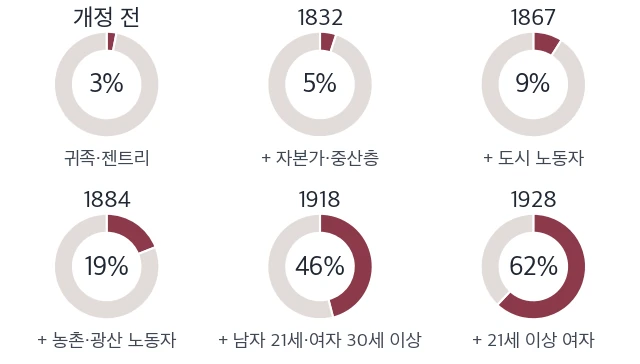 개정 전
3%
귀족·젠트리
1832
5%
+ 자본가·중산층
1867
9%
+ 도시 노동자
1884
19%
+ 농촌·광산 노동자
1918
46%
+ 남자 21세·여자 30세 이상
1928
62%
+ 21세 이상 여자